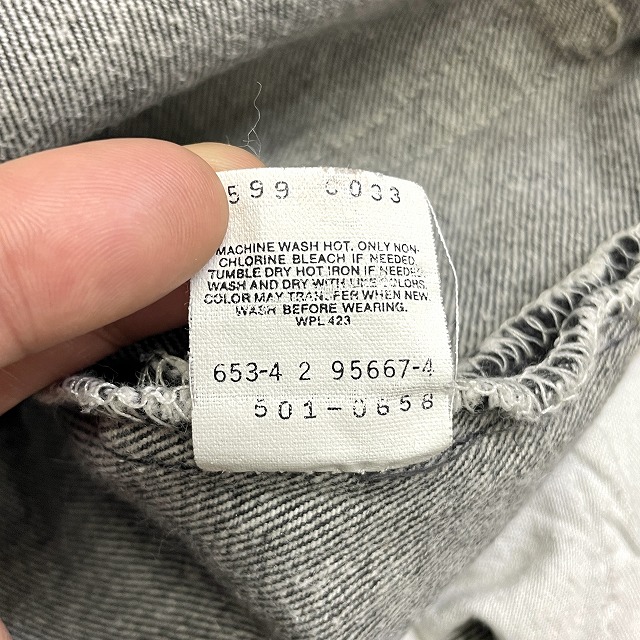 599 C033
MACHINE WASH HOT. ONLY NON-
CHLORINE BLEACH IF NEEDED.
TUMBLE DRY HOT IRON IF NEEDED.
WASH AND DRY WITH LIKE COLORS.
COLOR MAY TRANSFER WHEN NEW.
WASH BEFORE WEARING.
WPL 423
653-4 2 95667-4
501-0658